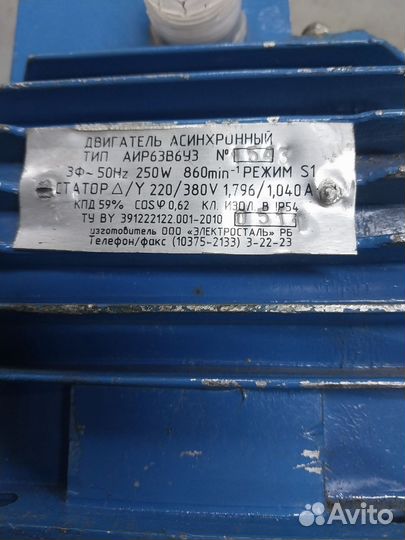 ДВИГАТЕЛЬ АСИНХРОННЫЙ
ТИП АИР63В6У3 №
3Ф~50Hz 250W 860min⁻¹ РЕЖИМ S1
СТАТОР △/Y 220/380V 1,796/1,040 A
КПД 59% COSφ 0,62 КЛ. ИЗОЛ. В IP54
ТУ BY 391222122.001-2010
изготовитель ООО «ЭЛЕКТРОСТАЛЬ» РБ
Телефон/факс (10375-2133) 3-22-23
Avito